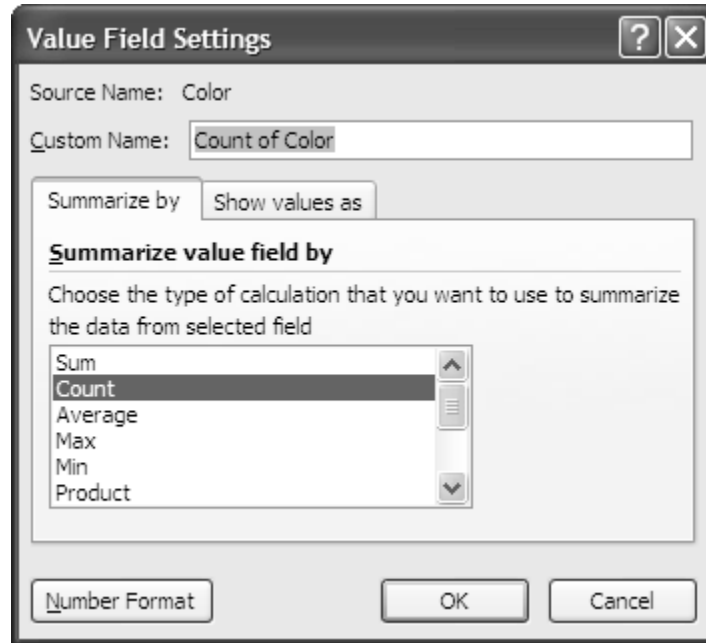 Value Field Settings
Source Name: Color
Custom Name: Count of Color
Summarize by Show values as
Summarize value field by
Choose the type of calculation that you want to use to summarize
the data from selected field
Sum
Count
Average
Max
Min
Product
Number Format OK Cancel